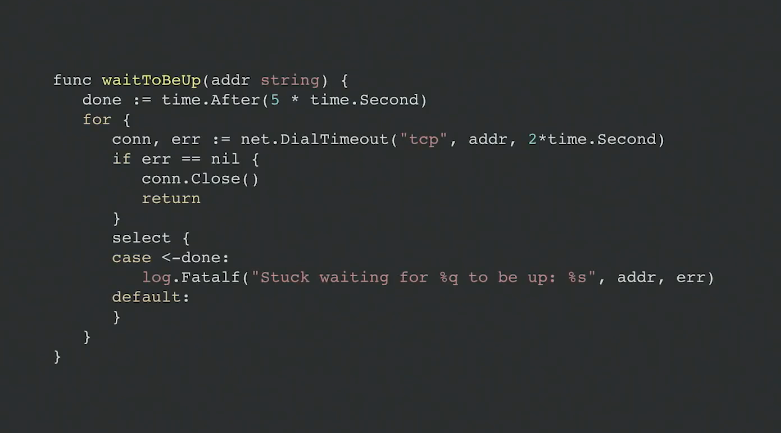 func waitToBeUp(addr string) {
   done := time.After(5 * time.Second)
   for {
      conn, err := net.DialTimeout("tcp", addr, 2*time.Second)
      if err == nil {
         conn.Close()
         return
      }
      select {
      case <-done:
         log.Fatalf("Stuck waiting for %q to be up: %s", addr, err)
      default:
      }
   }
}